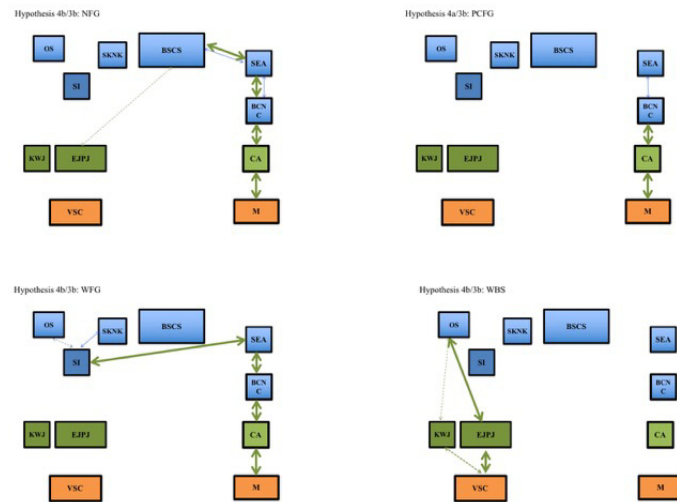 Hypothesis 4b/3b: NFG
OS
SKNK
BSCS
SEA
SI
BCN
C
KWJ
EJPJ
CA
VSC
M
Hypothesis 4a/3b: PCFG
OS
SKNK
BSCS
SEA
SI
BCN
C
KWJ
EJPJ
CA
VSC
M
Hypothesis 4b/3b: WFG
OS
SKNK
BSCS
SEA
SI
BCN
C
KWJ
EJPJ
CA
VSC
M
Hypothesis 4b/3b: WBS
OS
SKNK
BSCS
SEA
SI
BCN
C
KWJ
EJPJ
CA
VSC
M